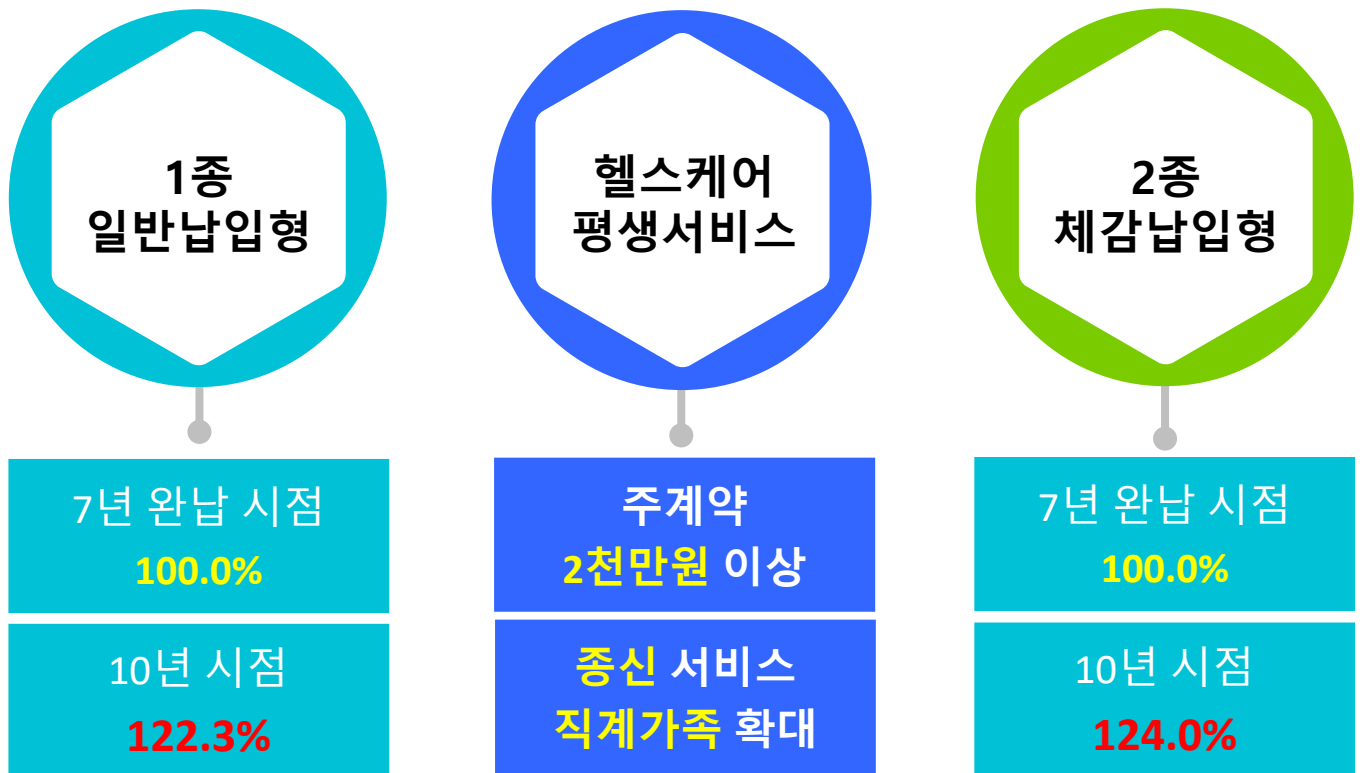 1종
일반납입형
7년 완납 시점
100.0%
10년 시점
122.3%
헬스케어
평생서비스
주계약
2천만원 이상
종신 서비스
직계가족 확대
2종
체감납입형
7년 완납 시점
100.0%
10년 시점
124.0%